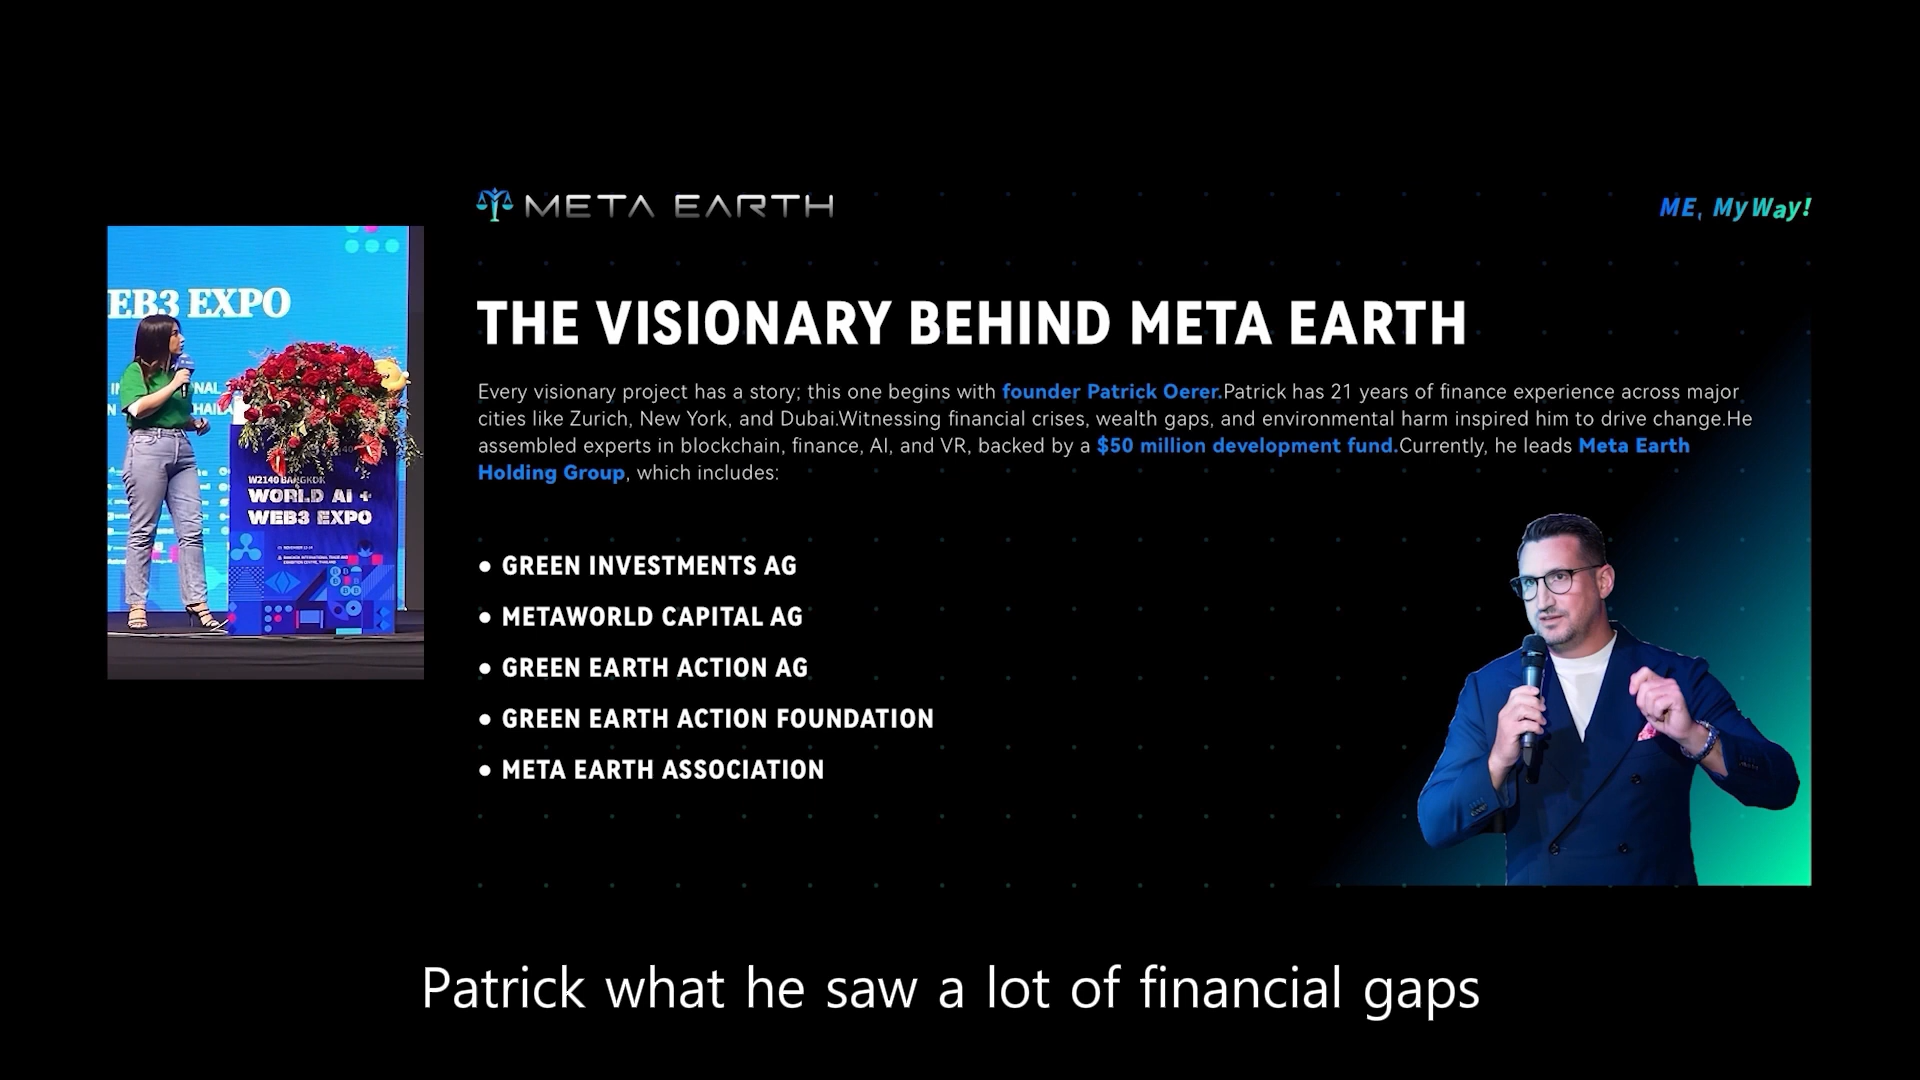 META EARTH
ME, MyWay!
EB3 EXPO
THE VISIONARY BEHIND META EARTH
Every visionary project has a story; this one begins with founder Patrick Oerer.Patrick has 21 years of finance experience across major
cities like Zurich, New York, and Dubai.Witnessing financial crises, wealth gaps, and environmental harm inspired him to drive change.He
assembled experts in blockchain, finance, AI, and VR, backed by a $50 million development fund.Currently, he leads Meta Earth
Holding Group, which includes:
W2140 BANGKOK
WORLD AI +
WEB3 EXPO
• GREEN INVESTMENTS AG
• METAWORLD CAPITAL AG
• GREEN EARTH ACTION AG
• GREEN EARTH ACTION FOUNDATION
• META EARTH ASSOCIATION
Patrick what he saw a lot of financial gaps